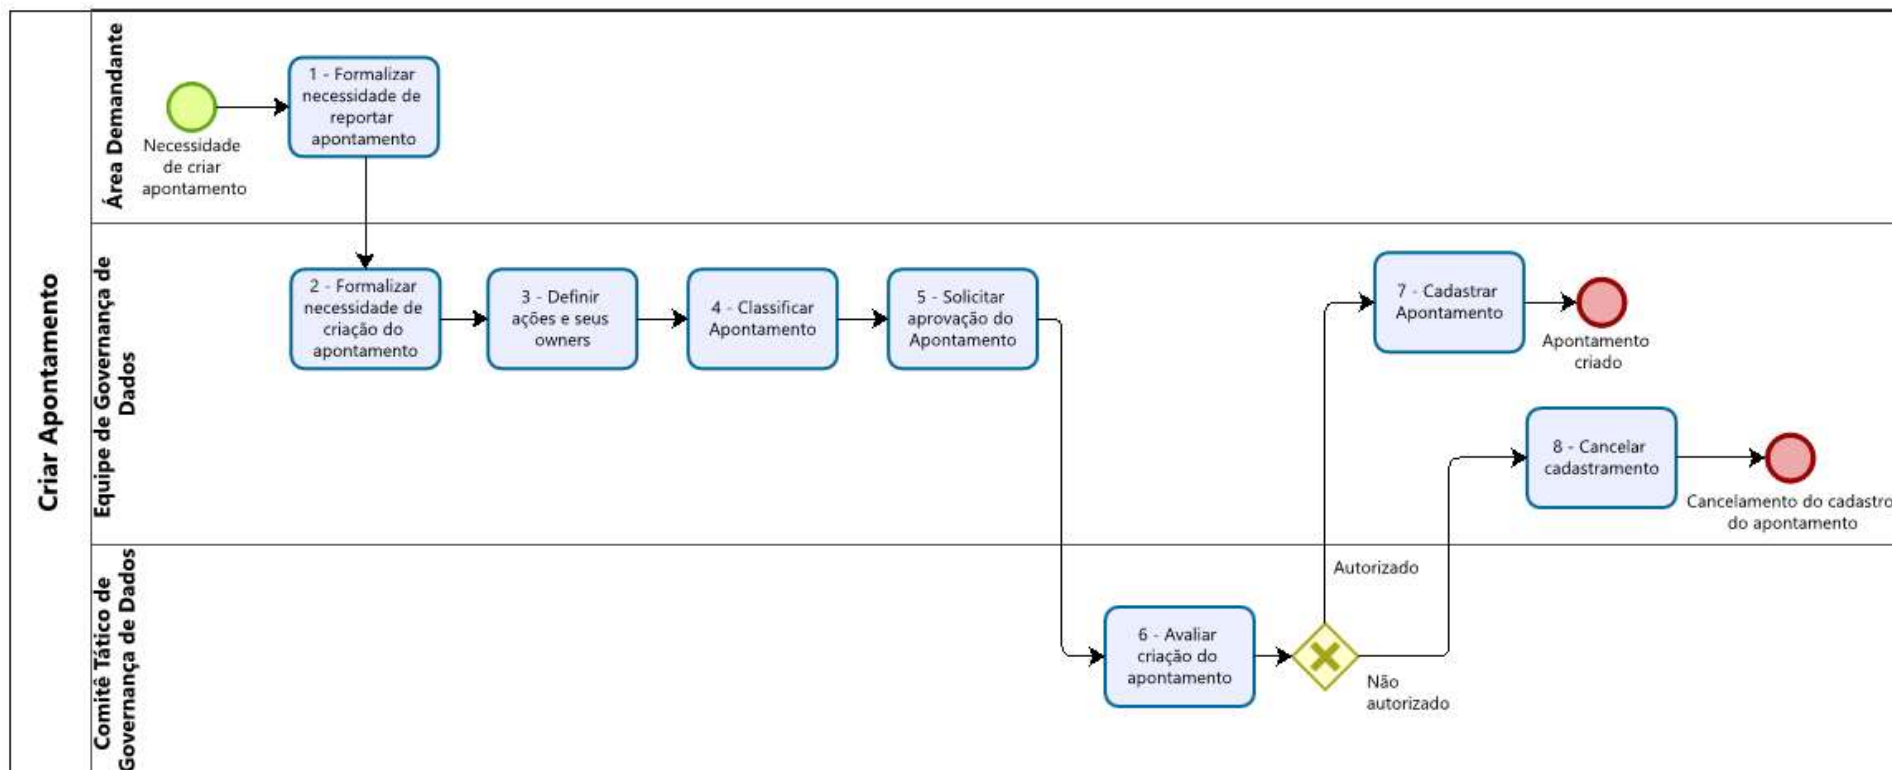 Criar Apontamento
Área Demandante
Necessidade
de criar
apontamento
1 - Formalizar
necessidade de
reportar
apontamento
Equipe de Governança de
Dados
2 - Formalizar
necessidade de
criação do
apontamento
3 - Definir
ações e seus
owners
4 - Classificar
Apontamento
5 - Solicitar
aprovação do
Apontamento
7 - Cadastrar
Apontamento
Apontamento
criado
8 - Cancelar
cadastramento
Cancelamento do cadastro
do apontamento
Comitê Tático de
Governança de Dados
6 - Avaliar
criação do
apontamento
Autorizado
Não
autorizado